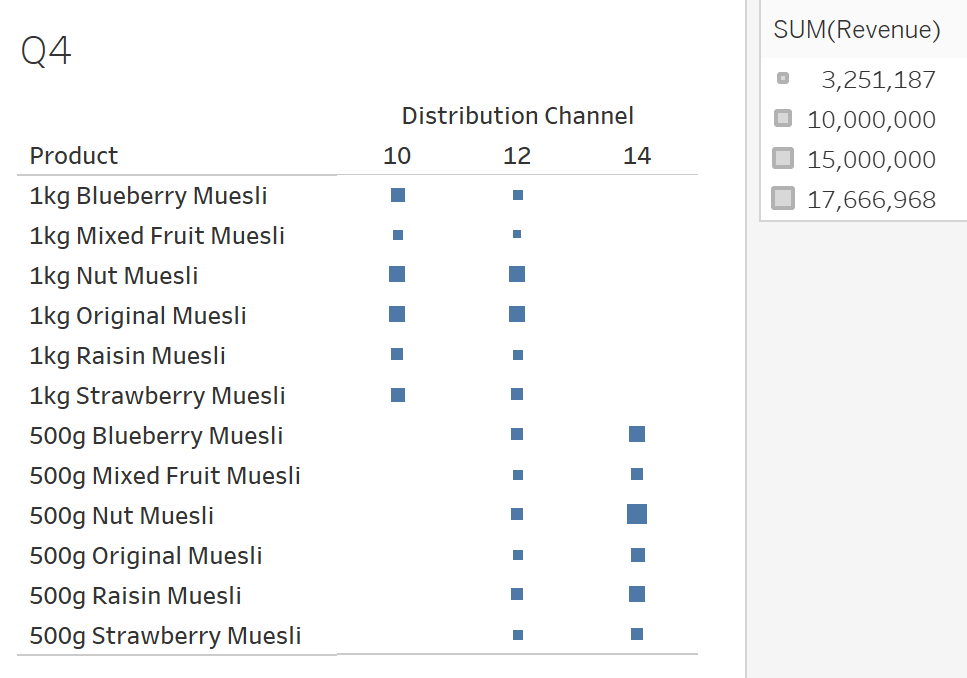 Q4
Distribution Channel
Product 10 12 14
1kg Blueberry Muesli
1kg Mixed Fruit Muesli
1kg Nut Muesli
1kg Original Muesli
1kg Raisin Muesli
1kg Strawberry Muesli
500g Blueberry Muesli
500g Mixed Fruit Muesli
500g Nut Muesli
500g Original Muesli
500g Raisin Muesli
500g Strawberry Muesli
SUM(Revenue)
3,251,187
10,000,000
15,000,000
17,666,968